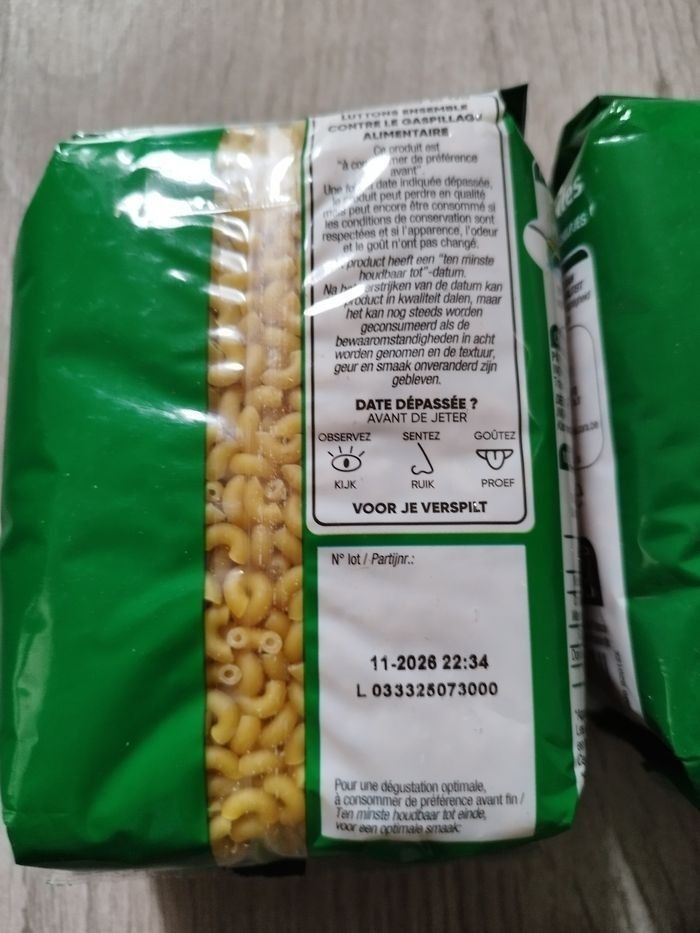 LUTTONS ENSEMBLE
CONTRE LE GASPILLAGE
ALIMENTAIRE
Ce produit est
"à consommer de préférence
avant".
Une fois la date indiquée dépassée,
le produit peut perdre en qualité
mais peut encore être consommé si
les conditions de conservation sont
respectées et si l'apparence, l'odeur
et le goût n'ont pas changé.
product heeft een "ten minste
houdbaar tot"-datum.
Na het verstrijken van de datum kan
product in kwaliteit dalen, maar
het kan nog steeds worden
geconsumeerd als de
bewaaromstandigheden in acht
worden genomen en de textuur,
geur en smaak onveranderd zijn
gebleven.
DATE DÉPASSÉE ?
AVANT DE JETER
OBSERVEZ SENTEZ GOÛTEZ
KIJK RUIK PROEF
VOOR JE VERSPILT
N° lot / Partijnr.:
11-2026 22:34
L 033325073000
Pour une dégustation optimale,
à consommer de préférence avant fin /
Ten minste houdbaar tot einde,
voor een optimale smaak: